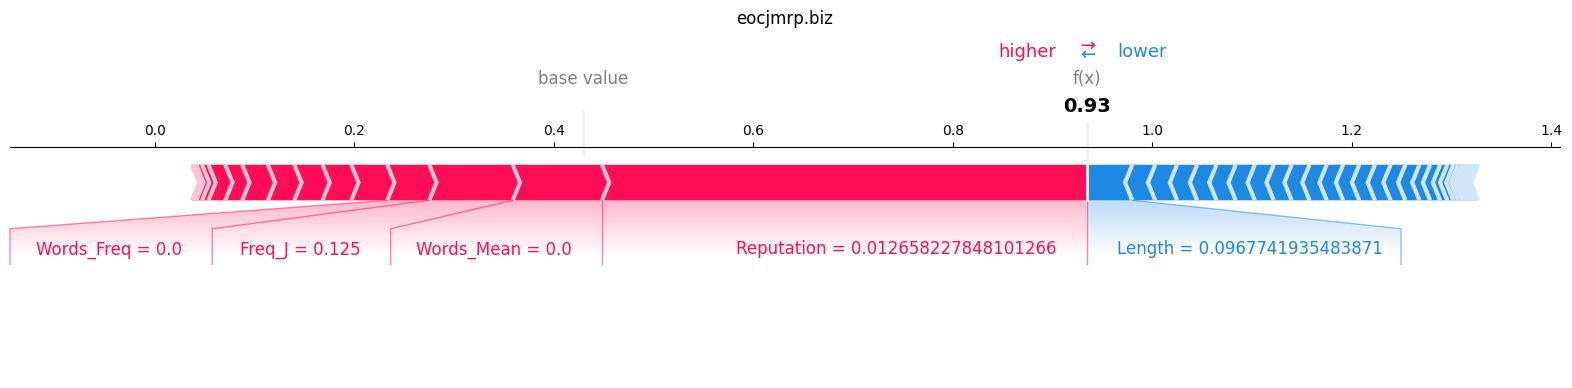 eocjmrp.biz
higher ⇄ lower
base value f(x)
0.93
0.0 0.2 0.4 0.6 0.8 1.0 1.2 1.4
Words_Freq = 0.0 Freq_J = 0.125 Words_Mean = 0.0 Reputation = 0.012658227848101266 Length = 0.0967741935483871